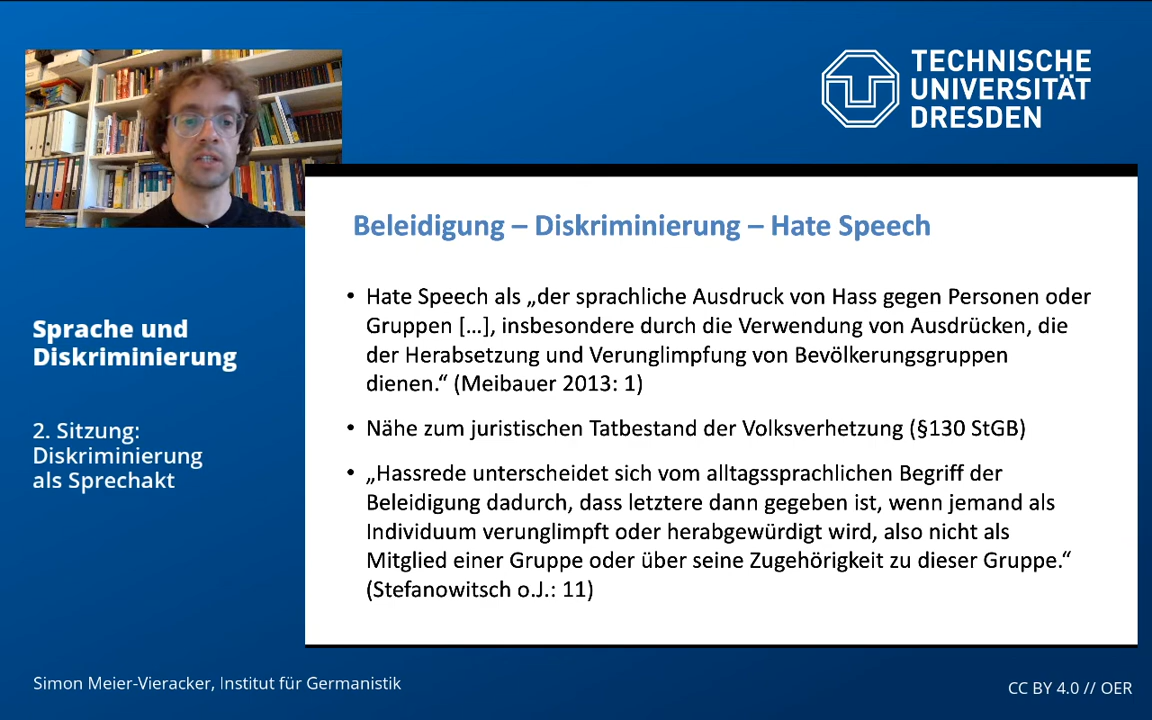 TECHNISCHE
UNIVERSITÄT
DRESDEN
Beleidigung – Diskriminierung – Hate Speech
• Hate Speech als „der sprachliche Ausdruck von Hass gegen Personen oder
Gruppen […], insbesondere durch die Verwendung von Ausdrücken, die
der Herabsetzung und Verunglimpfung von Bevölkerungsgruppen
dienen.“ (Meibauer 2013: 1)
• Nähe zum juristischen Tatbestand der Volksverhetzung (§130 StGB)
• „Hassrede unterscheidet sich vom alltagssprachlichen Begriff der
Beleidigung dadurch, dass letztere dann gegeben ist, wenn jemand als
Individuum verunglimpft oder herabgewürdigt wird, also nicht als
Mitglied einer Gruppe oder über seine Zugehörigkeit zu dieser Gruppe.“
(Stefanowitsch o.J.: 11)
Sprache und
Diskriminierung
2. Sitzung:
Diskriminierung
als Sprechakt
Simon Meier-Vieracker, Institut für Germanistik
CC BY 4.0 // OER